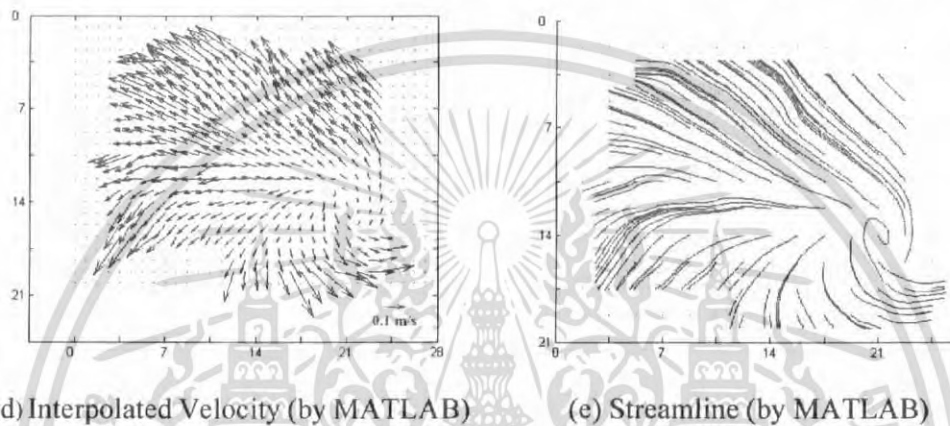 0
7
14
21
0 7 14 21 28
0.1 m/s
0
7
14
21
0 7 14 21
d) Interpolated Velocity (by MATLAB)
(e) Streamline (by MATLAB)